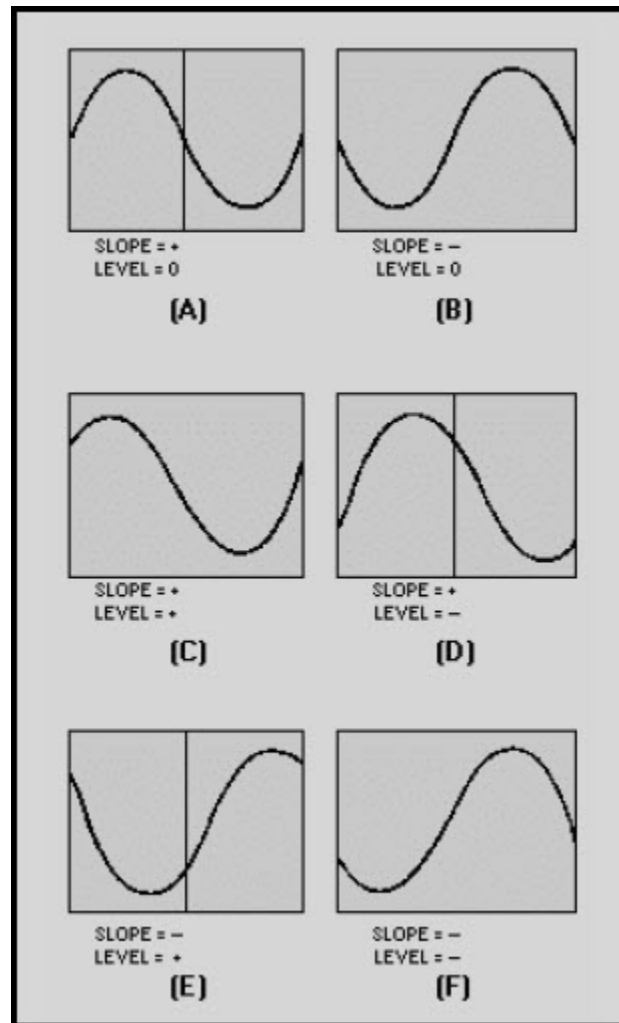 SLOPE = +
LEVEL = 0
(A)
SLOPE = –
LEVEL = 0
(B)
SLOPE = +
LEVEL = +
(C)
SLOPE = +
LEVEL = –
(D)
SLOPE = –
LEVEL = +
(E)
SLOPE = –
LEVEL = –
(F)